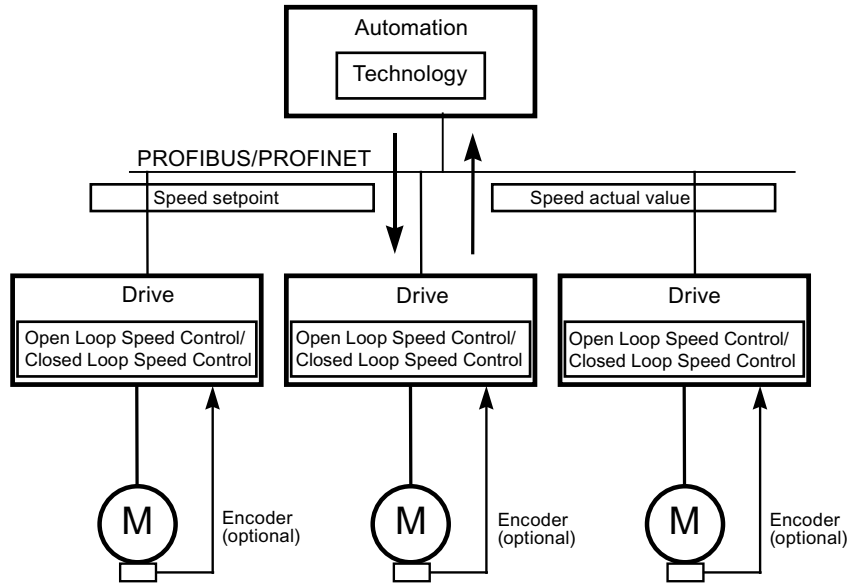 Automation
Technology
PROFIBUS/PROFINET
Speed setpoint
Speed actual value
Drive
Open Loop Speed Control/
Closed Loop Speed Control
Drive
Open Loop Speed Control/
Closed Loop Speed Control
Drive
Open Loop Speed Control/
Closed Loop Speed Control
M
Encoder
(optional)
M
Encoder
(optional)
M
Encoder
(optional)